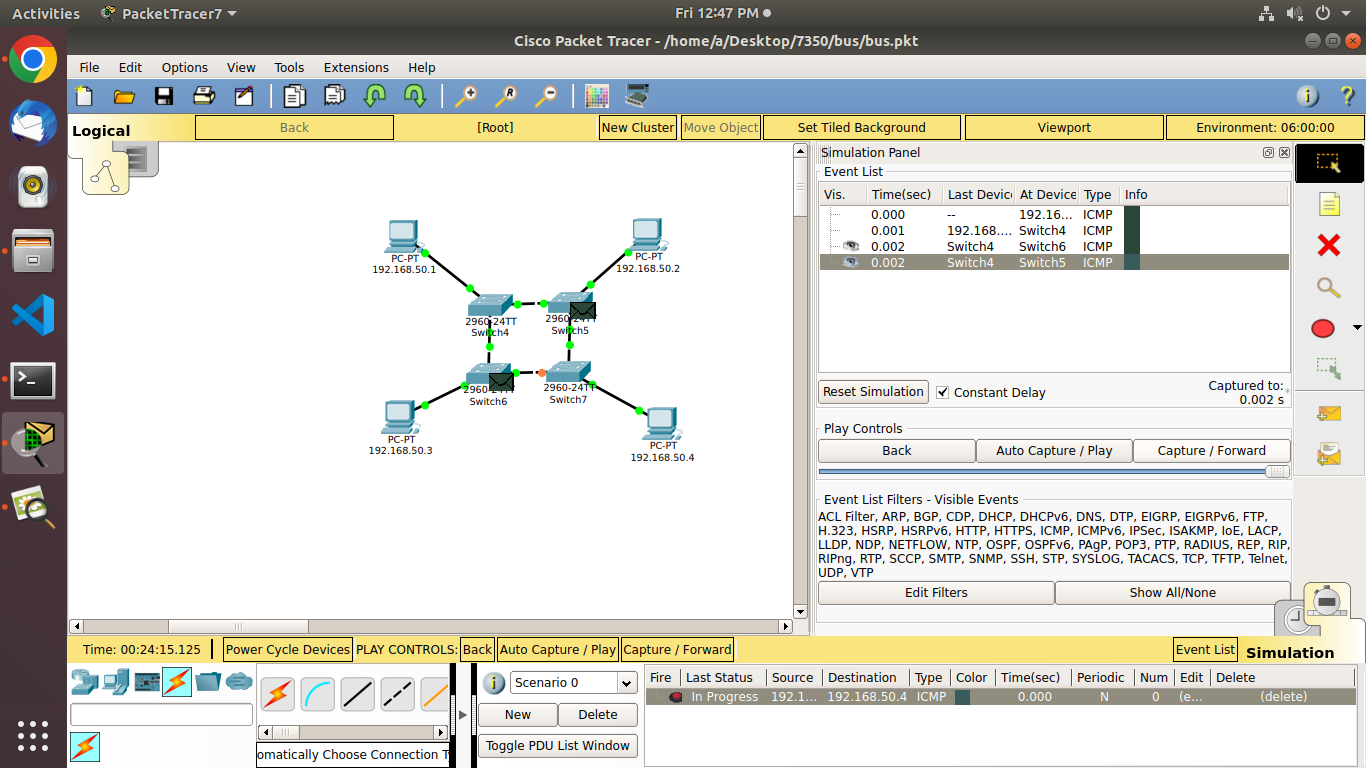 Activities PacketTracer7 Fri 12:47 PM
Cisco Packet Tracer - /home/a/Desktop/7350/bus/bus.pkt
File Edit Options View Tools Extensions Help
Logical Back [Root] New Cluster Move Object Set Tiled Background Viewport Environment: 06:00:00
PC-PT
192.168.50.1
PC-PT
192.168.50.2
2960-24TT
Switch4
2960-24TT
Switch5
2960-24TT
Switch6
2960-24TT
Switch7
PC-PT
192.168.50.3
PC-PT
192.168.50.4
Simulation Panel
Event List
Vis. Time(sec) Last Device At Device Type Info
0.000 -- 192.16... ICMP
0.001 192.168.... Switch4 ICMP
0.002 Switch4 Switch6 ICMP
0.002 Switch4 Switch5 ICMP
Reset Simulation Constant Delay Captured to:
0.002 s
Play Controls
Back Auto Capture / Play Capture / Forward
Event List Filters - Visible Events
ACL Filter, ARP, BGP, CDP, DHCP, DHCPv6, DNS, DTP, EIGRP, EIGRPv6, FTP,
H.323, HSRP, HSRPv6, HTTP, HTTPS, ICMP, ICMPv6, IPSec, ISAKMP, IoE, LACP,
LLDP, NDP, NETFLOW, NTP, OSPF, OSPFv6, PAgP, POP3, PTP, RADIUS, REP, RIP,
RIPng, RTP, SCCP, SMTP, SNMP, SSH, STP, SYSLOG, TACACS, TCP, TFTP, Telnet,
UDP, VTP
Edit Filters Show All/None
Time: 00:24:15.125 Power Cycle Devices PLAY CONTROLS: Back Auto Capture / Play Capture / Forward Event List Simulation
Scenario 0
New Delete
Toggle PDU List Window
omatically Choose Connection T
Fire Last Status Source Destination Type Color Time(sec) Periodic Num Edit Delete
In Progress 192.1... 192.168.50.4 ICMP 0.000 N 0 (e... (delete)